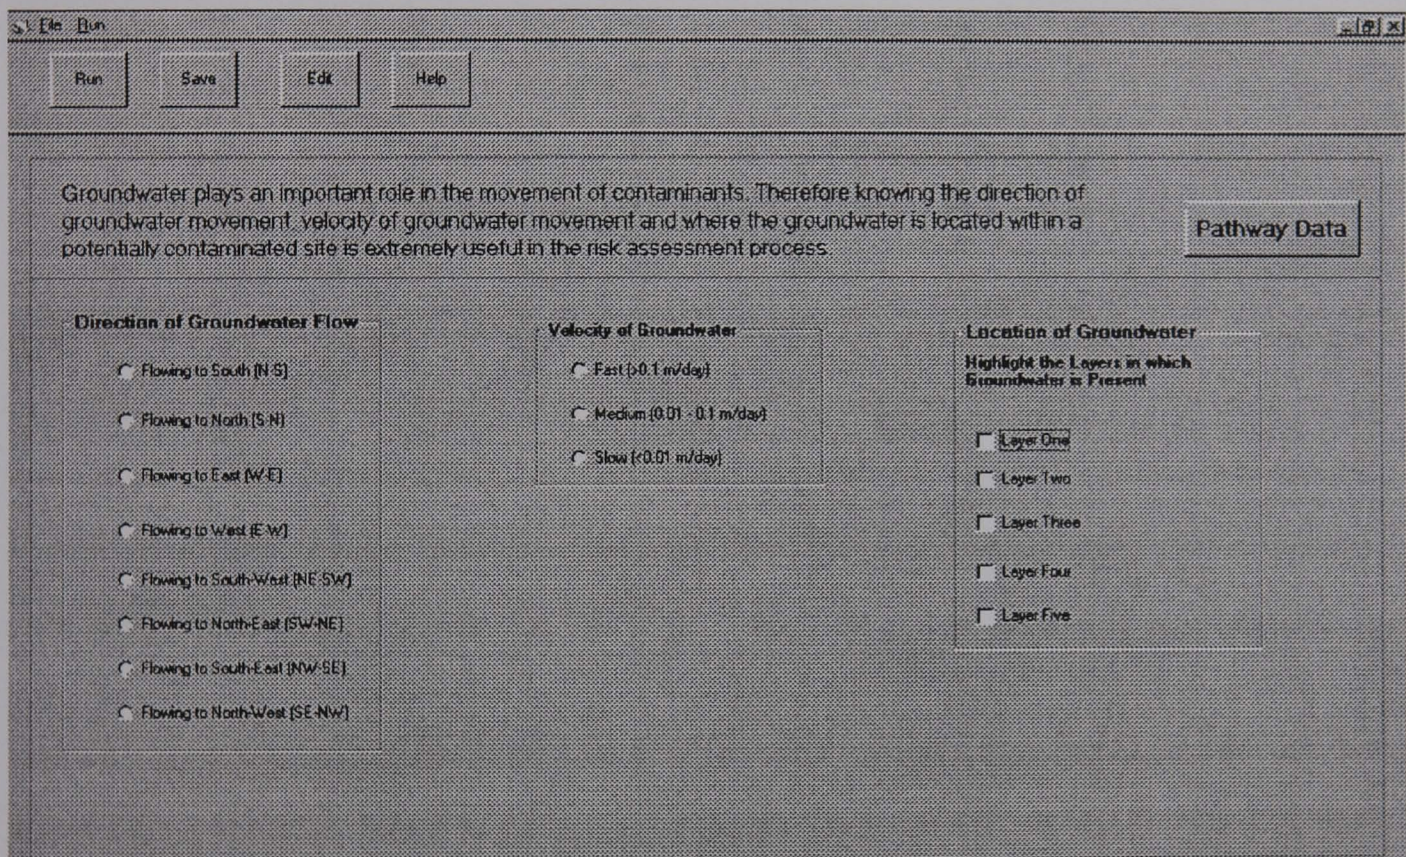 File Run
Run Save Edit Help
Groundwater plays an important role in the movement of contaminants. Therefore knowing the direction of
groundwater movement, velocity of groundwater movement and where the groundwater is located within a
potentially contaminated site is extremely useful in the risk assessment process.
Pathway Data
Direction of Groundwater Flow
Flowing to South (N-S)
Flowing to North (S-N)
Flowing to East (W-E)
Flowing to West (E-W)
Flowing to South-West (NE-SW)
Flowing to North-East (SW-NE)
Flowing to South-East (NW-SE)
Flowing to North-West (SE-NW)
Velocity of Groundwater
Fast (>0.1 m/day)
Medium (0.01 - 0.1 m/day)
Slow (<0.01 m/day)
Location of Groundwater
Highlight the Layers in which
Groundwater is Present
Layer One
Layer Two
Layer Three
Layer Four
Layer Five